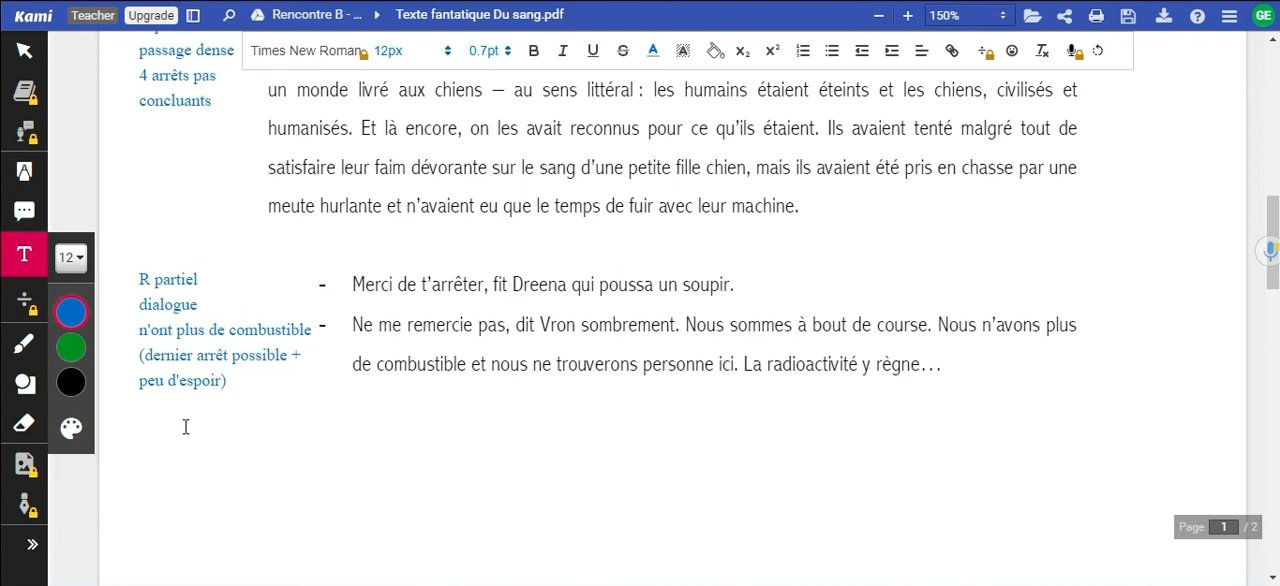 Kami Teacher Upgrade Rencontre B - ... Texte fantatique Du sang.pdf 150% GE
passage dense
4 arrêts pas
concluants
Times New Roman 12px 0.7pt B I U S A A X₂ X²
un monde livré aux chiens – au sens littéral : les humains étaient éteints et les chiens, civilisés et
humanisés. Et là encore, on les avait reconnus pour ce qu'ils étaient. Ils avaient tenté malgré tout de
satisfaire leur faim dévorante sur le sang d'une petite fille chien, mais ils avaient été pris en chasse par une
meute hurlante et n'avaient eu que le temps de fuir avec leur machine.
T 12
R partiel
dialogue
n'ont plus de combustible
(dernier arrêt possible +
peu d'espoir)
- Merci de t'arrêter, fit Dreena qui poussa un soupir.
- Ne me remercie pas, dit Vron sombrement. Nous sommes à bout de course. Nous n'avons plus
de combustible et nous ne trouverons personne ici. La radioactivité y règne…
Page 1 / 2